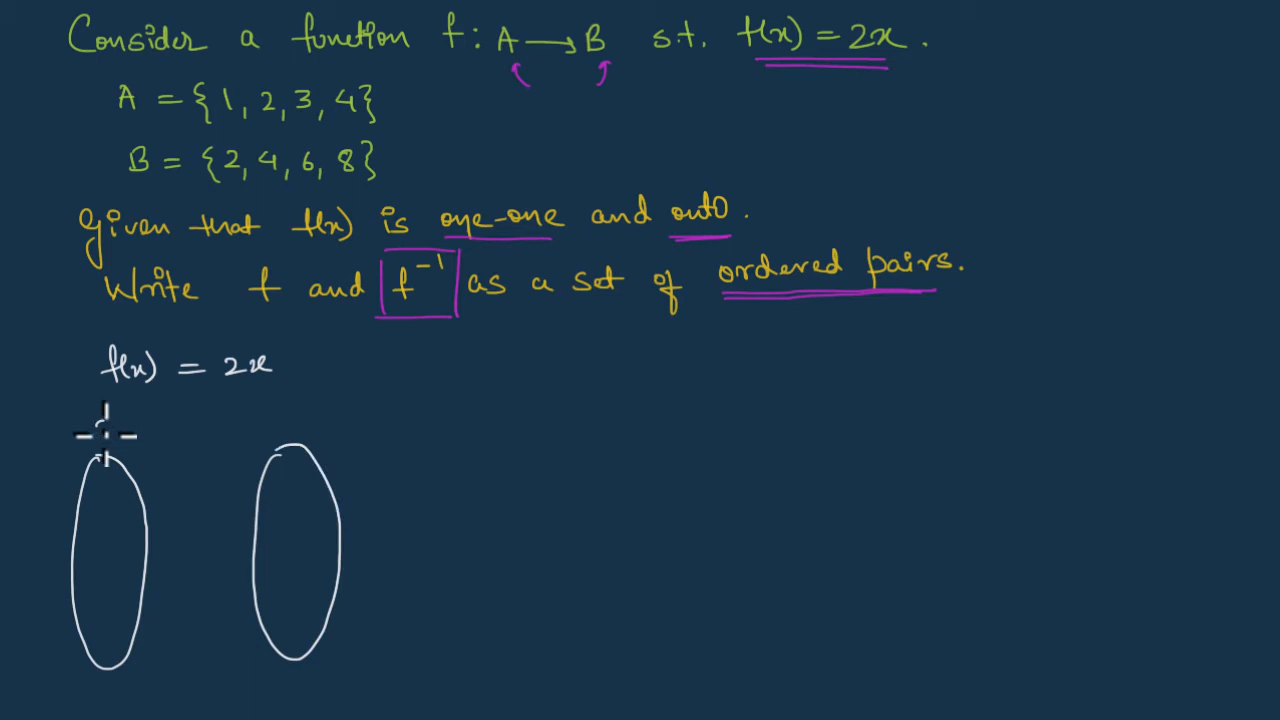 Consider a function f: A → B s.t. f(x) = 2x.
A = {1, 2, 3, 4}
B = {2, 4, 6, 8}
Given that f(x) is one-one and onto.
Write f and f⁻¹ as a set of ordered pairs.
f(x) = 2x